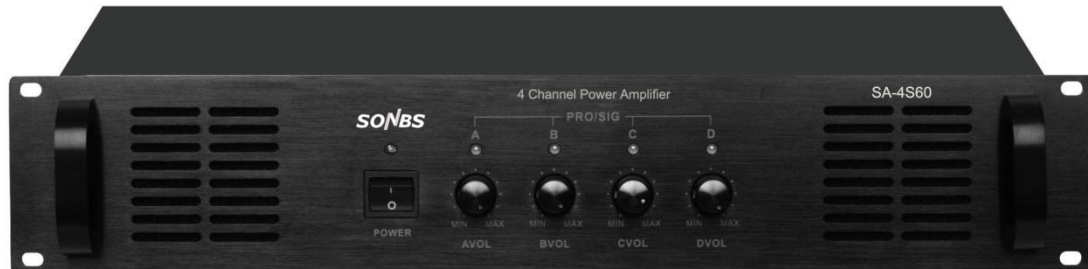 4 Channel Power Amplifier
SA-4S60
SONBS
PRO/SIG
A B C D
I
O
POWER
MIN MAX MIN MAX MIN MAX MIN MAX
AVOL BVOL CVOL DVOL